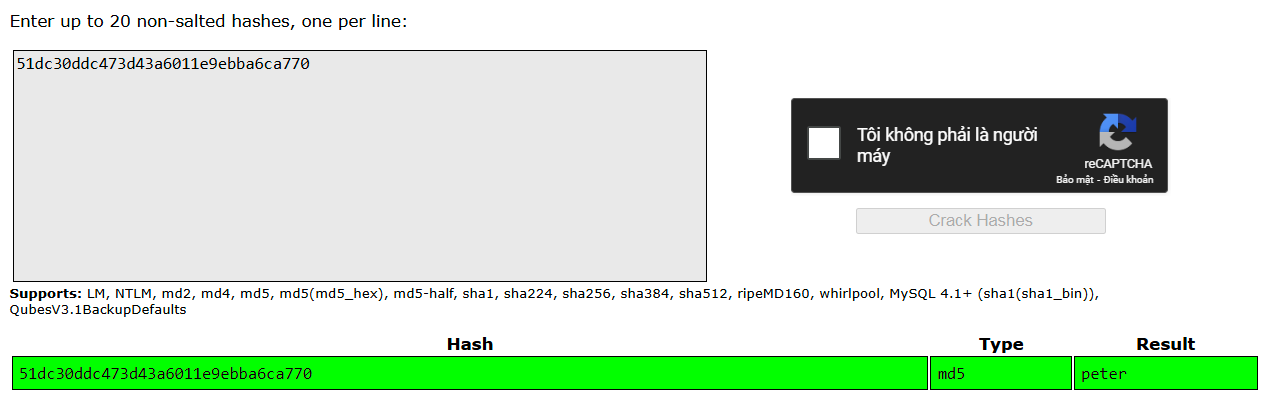 Enter up to 20 non-salted hashes, one per line:
51dc30ddc473d43a6011e9ebba6ca770
Tôi không phải là người
máy
reCAPTCHA
Bảo mật - Điều khoản
Crack Hashes
Supports: LM, NTLM, md2, md4, md5, md5(md5_hex), md5-half, sha1, sha224, sha256, sha384, sha512, ripeMD160, whirlpool, MySQL 4.1+ (sha1(sha1_bin)),
QubesV3.1BackupDefaults
Hash Type Result
51dc30ddc473d43a6011e9ebba6ca770 md5 peter